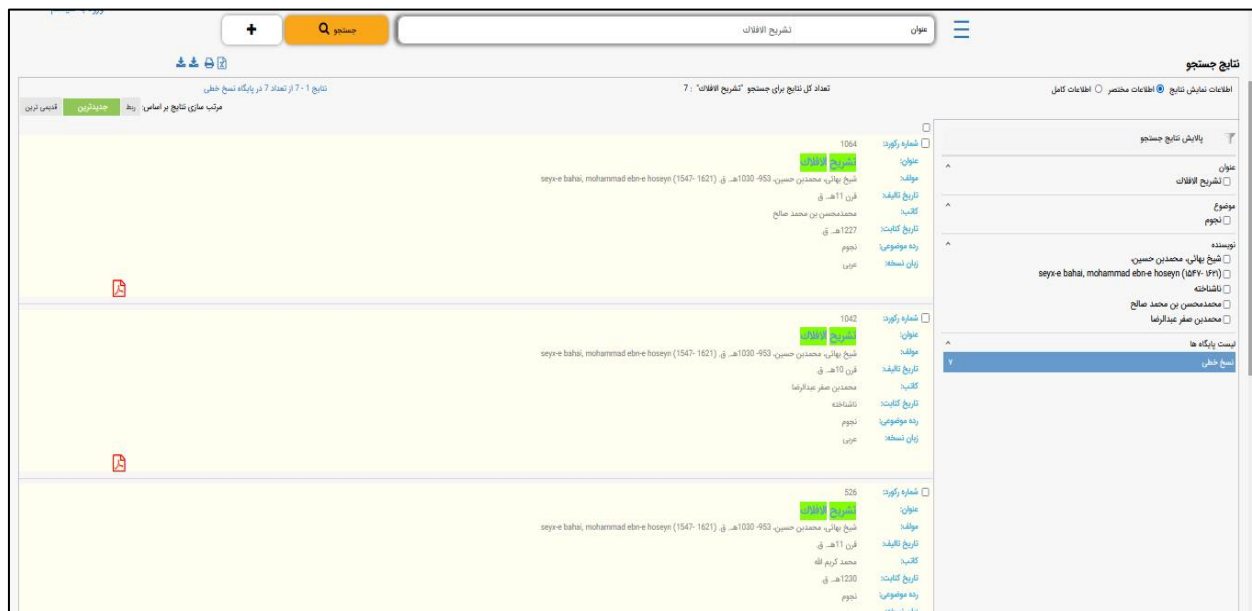 عنوان تشریح الافلاك جستجو +
نتایج جستجو
اطلاعات نمایش نتایج اطلاعات مختصر اطلاعات کامل
تعداد کل نتایج برای جستجو "تشریح الافلاك" : 7
نتایج 1 - 7 از تعداد 7 در پایگاه نسخ خطی
مرتب سازی نتایج بر اساس: ربط جدیدترین قدیمی ترین
پالایش نتایج جستجو
عنوان
تشریح الافلاك
موضوع
نجوم
نویسنده
شیخ بهائی، محمدبن حسین،
seyx-e bahai, mohammad ebn-e hoseyn (۱۵۴۷- ۱۶۲۱)
ناشناخته
محمدمحسن بن محمد صالح
محمدبن صفر عبدالرضا
لیست پایگاه ها
نسخ خطی ۷
شماره رکورد: 1064
عنوان: تشریح الافلاك
مولف: شیخ بهائی، محمدبن حسین، 953- 1030هـ. ق. seyx-e bahai, mohammad ebn-e hoseyn (1547- 1621)
تاریخ تالیف: قرن 11هـ. ق
کاتب: محمدمحسن بن محمد صالح
تاریخ کتابت: 1227هـ. ق
رده موضوعی: نجوم
زبان نسخه: عربی
شماره رکورد: 1042
عنوان: تشریح الافلاك
مولف: شیخ بهائی، محمدبن حسین، 953- 1030هـ. ق. seyx-e bahai, mohammad ebn-e hoseyn (1547- 1621)
تاریخ تالیف: قرن 10هـ. ق.
کاتب: محمدبن صفر عبدالرضا
تاریخ کتابت: ناشناخته
رده موضوعی: نجوم
زبان نسخه: عربی
شماره رکورد: 526
عنوان: تشریح الافلاك
مولف: شیخ بهائی، محمدبن حسین، 953- 1030هـ. ق. seyx-e bahai, mohammad ebn-e hoseyn (1547- 1621)
تاریخ تالیف: قرن 11هـ. ق.
کاتب: محمد کریم الله
تاریخ کتابت: 1230هـ. ق
رده موضوعی: نجوم